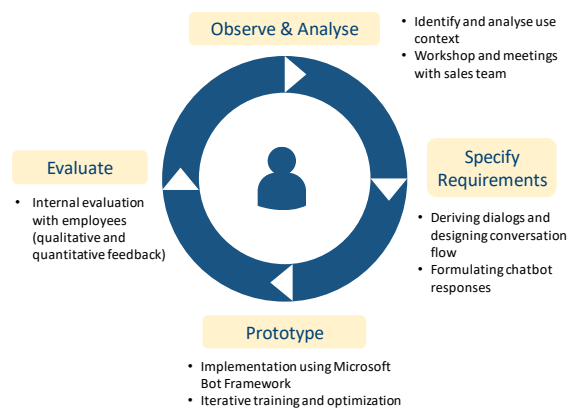 Observe & Analyse
• Identify and analyse use
context
• Workshop and meetings
with sales team
Specify
Requirements
• Deriving dialogs and
designing conversation
flow
• Formulating chatbot
responses
Prototype
• Implementation using Microsoft
Bot Framework
• Iterative training and optimization
Evaluate
• Internal evaluation
with employees
(qualitative and
quantitative feedback)